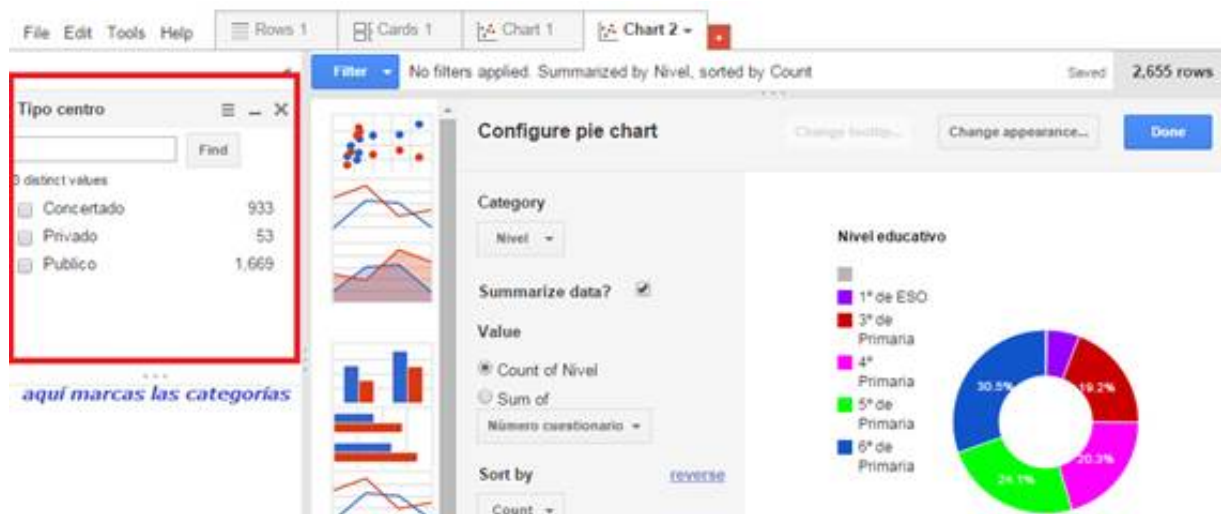 File Edit Tools Help
Rows 1
Cards 1
Chart 1
Chart 2
Filter
No filters applied. Summarized by Nivel, sorted by Count
Saved
2,655 rows
Tipo centro
Find
3 distinct values
Concertado 933
Privado 53
Publico 1,669
aquí marcas las categorías
Configure pie chart
Change tooltip...
Change appearance...
Done
Category
Nivel
Summarize data?
Value
Count of Nivel
Sum of
Número cuestionario
Sort by
reverse
Count
Nivel educativo
1º de ESO
3º de
Primaria
4º
Primaria
5º de
Primaria
6º de
Primaria
30.5%
19.2%
20.3%
24.1%